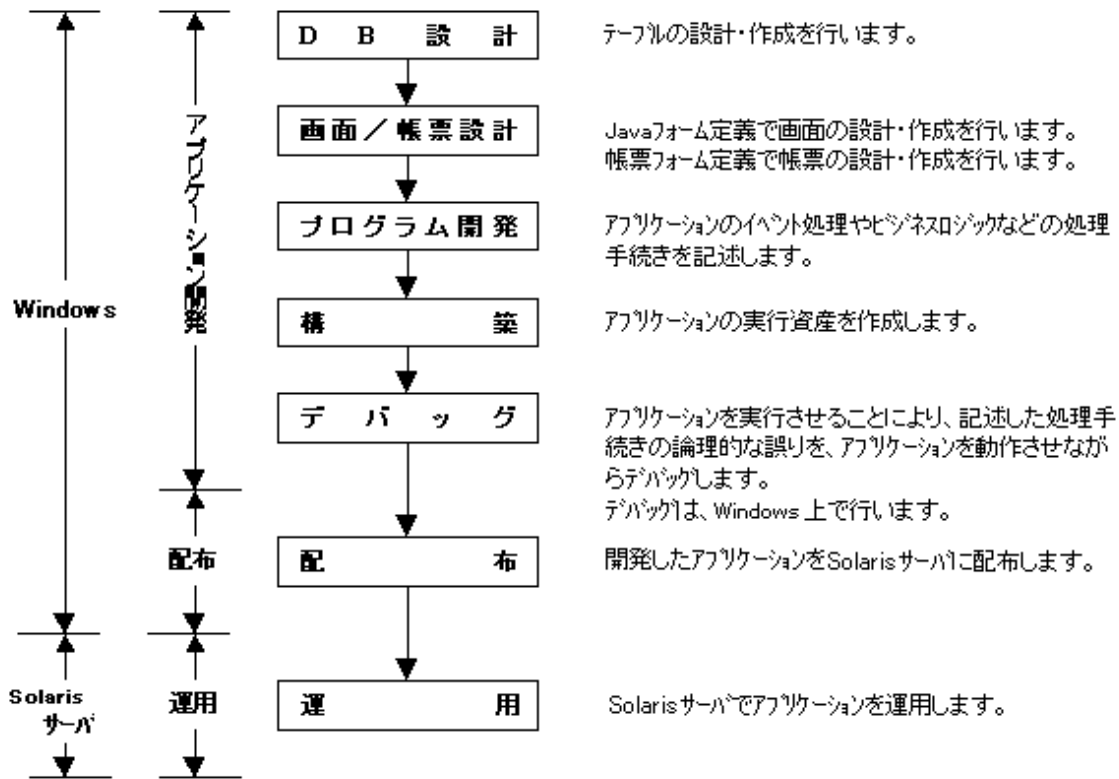 DB設計
テーブルの設計・作成を行います。
画面／帳票設計
Javaフォーム定義で画面の設計・作成を行います。
帳票フォーム定義で帳票の設計・作成を行います。
アプリケーション開発
プログラム開発
アプリケーションのイベント処理やビジネスロジックなどの処理
手続きを記述します。
Windows
構築
アプリケーションの実行資産を作成します。
デバッグ
アプリケーションを実行させることにより、記述した処理手
続きの論理的な誤りを、アプリケーションを動作させなが
らデバッグします。
デバッグは、Windows上で行います。
配布
配布
開発したアプリケーションをSolarisサーバに配布します。
Solaris
サーバ
運用
運用
Solarisサーバでアプリケーションを運用します。